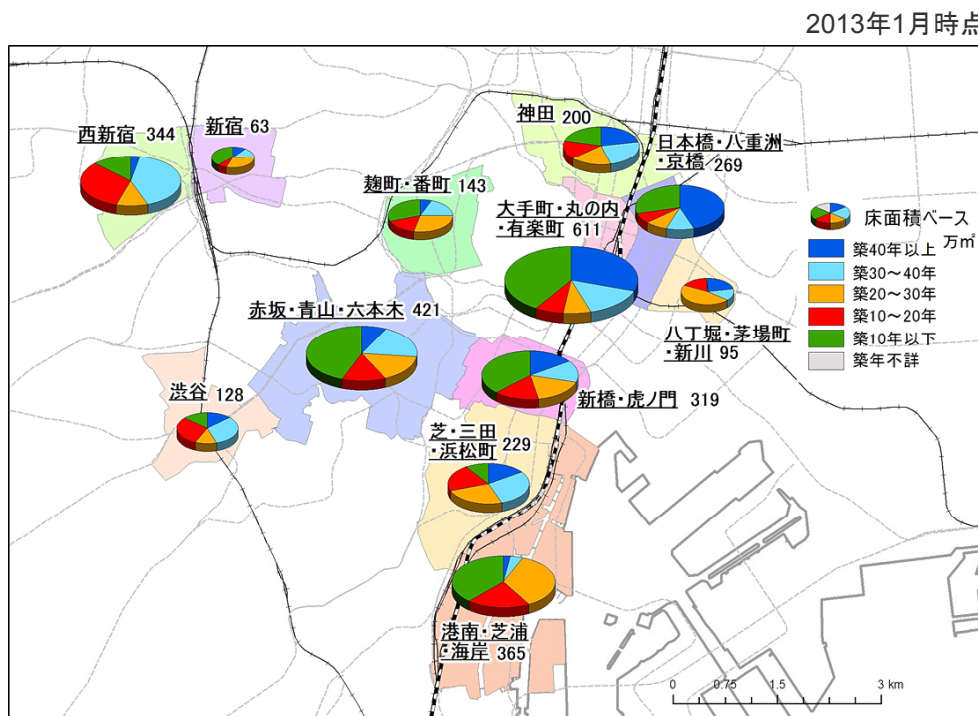 2013年1月時点
西新宿 344
新宿 63
神田 200
日本橋・八重洲
・京橋 269
麹町・番町 143
大手町・丸の内
・有楽町 611
床面積ベース
万㎡
築40年以上
築30～40年
築20～30年
築10～20年
築10年以下
築年不詳
赤坂・青山・六本木 421
八丁堀・茅場町
・新川 95
渋谷 128
新橋・虎ノ門 319
芝・三田
・浜松町 229
港南・芝浦
・海岸 365
0 0.75 1.5 3 km